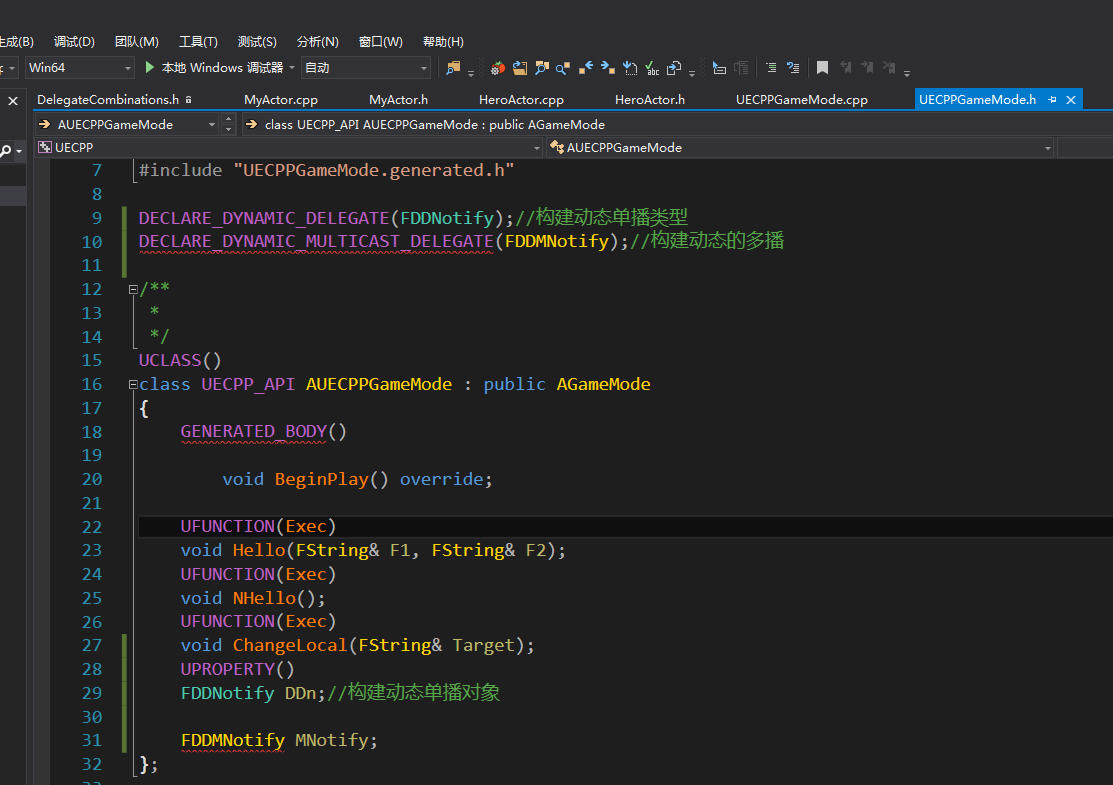 生成(B) 调试(D) 团队(M) 工具(T) 测试(S) 分析(N) 窗口(W) 帮助(H)
Win64 本地 Windows 调试器 自动
DelegateCombinations.h MyActor.cpp MyActor.h HeroActor.cpp HeroActor.h UECPPGameMode.cpp UECPPGameMode.h
AUECPPGameMode class UECPP_API AUECPPGameMode : public AGameMode
UECPP AUECPPGameMode
7 #include "UECPPGameMode.generated.h"
8
9 DECLARE_DYNAMIC_DELEGATE(FDDNotify);//构建动态单播类型
10 DECLARE_DYNAMIC_MULTICAST_DELEGATE(FDDMNotify);//构建动态的多播
11
12 /**
13 *
14 */
15 UCLASS()
16 class UECPP_API AUECPPGameMode : public AGameMode
17 {
18 GENERATED_BODY()
19
20 void BeginPlay() override;
21
22 UFUNCTION(Exec)
23 void Hello(FString& F1, FString& F2);
24 UFUNCTION(Exec)
25 void NHello();
26 UFUNCTION(Exec)
27 void ChangeLocal(FString& Target);
28 UPROPERTY()
29 FDDNotify DDn;//构建动态单播对象
30
31 FDDMNotify MNotify;
32 };